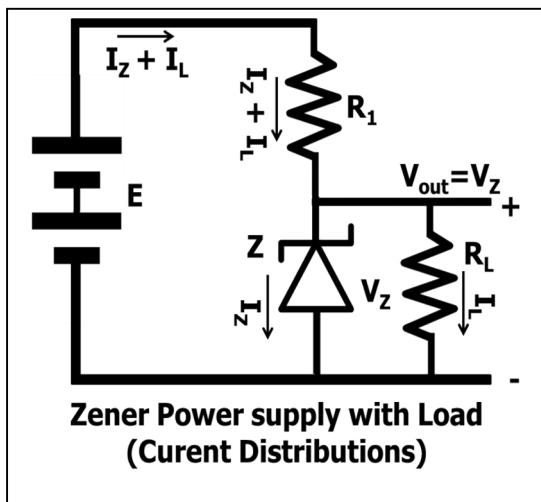 I_Z + I_L
I_Z + I_L
R_1
V_out=V_Z
+
E
Z
R_L
V_Z
I_Z
I_L
-
Zener Power supply with Load
(Curent Distributions)